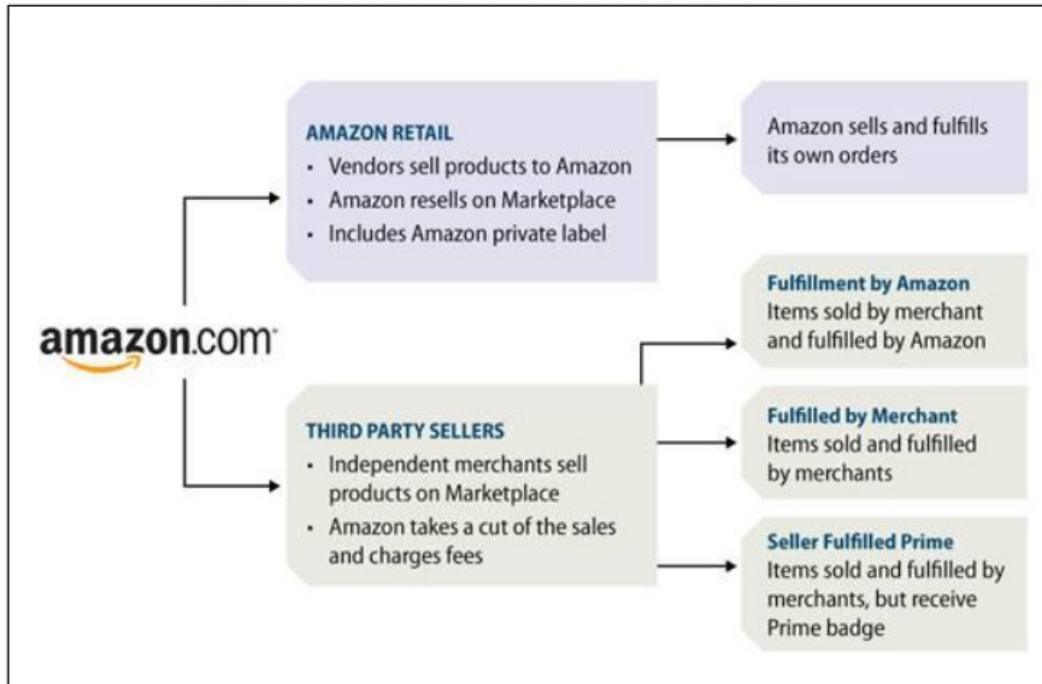 AMAZON RETAIL
• Vendors sell products to Amazon
• Amazon resells on Marketplace
• Includes Amazon private label
Amazon sells and fulfills
its own orders
amazon.com
THIRD PARTY SELLERS
• Independent merchants sell
products on Marketplace
• Amazon takes a cut of the sales
and charges fees
Fulfillment by Amazon
Items sold by merchant
and fulfilled by Amazon
Fulfilled by Merchant
Items sold and fulfilled
by merchants
Seller Fulfilled Prime
Items sold and fulfilled by
merchants, but receive
Prime badge